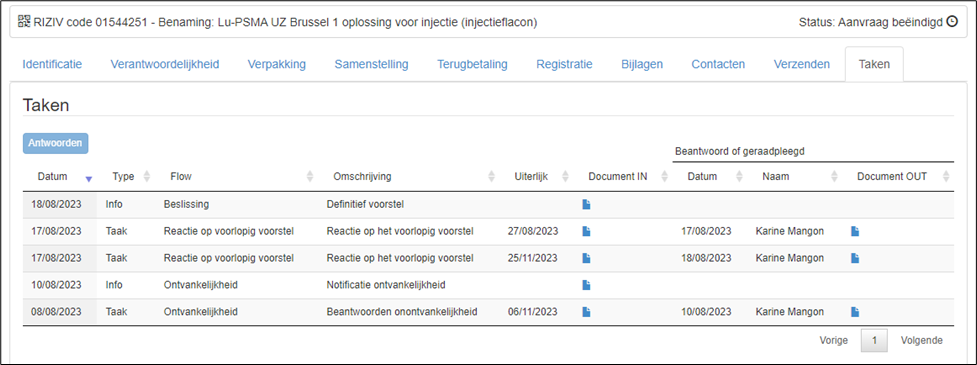 RIZIV code 01544251 - Benaming: Lu-PSMA UZ Brussel 1 oplossing voor injectie (injectieflacon) Status: Aanvraag beëindigd
Identificatie Verantwoordelijkheid Verpakking Samenstelling Terugbetaling Registratie Bijlagen Contacten Verzenden Taken
Taken
Antwoorden
Beantwoord of geraadpleegd
Datum Type Flow Omschrijving Uiterlijk Document IN Datum Naam Document OUT
18/08/2023 Info Beslissing Definitief voorstel
17/08/2023 Taak Reactie op voorlopig voorstel Reactie op het voorlopig voorstel 27/08/2023 17/08/2023 Karine Mangon
17/08/2023 Taak Reactie op voorlopig voorstel Reactie op het voorlopig voorstel 25/11/2023 18/08/2023 Karine Mangon
10/08/2023 Info Ontvankelijkheid Notificatie ontvankelijkheid
08/08/2023 Taak Ontvankelijkheid Beantwoorden onontvankelijkheid 06/11/2023 10/08/2023 Karine Mangon
Vorige 1 Volgende